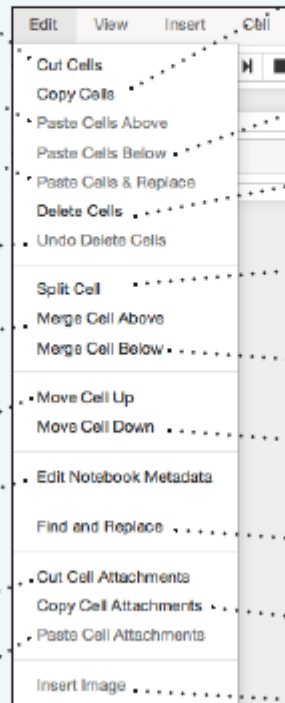 Edit View Insert Cell
Cut Cells
Copy Cells
Paste Cells Above
Paste Cells Below
Paste Cells & Replace
Delete Cells
Undo Delete Cells
Split Cell
Merge Cell Above
Merge Cell Below
Move Cell Up
Move Cell Down
Edit Notebook Metadata
Find and Replace
Cut Cell Attachments
Copy Cell Attachments
Paste Cell Attachments
Insert Image